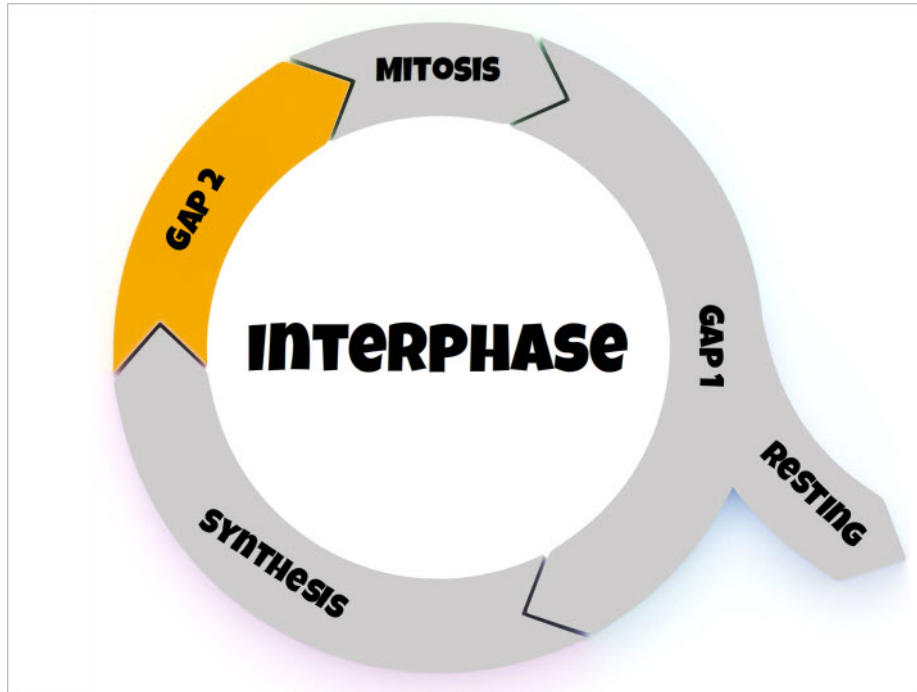 MITOSIS
GAP 2
INTERPHASE
GAP 1
RESTING
SYNTHESIS